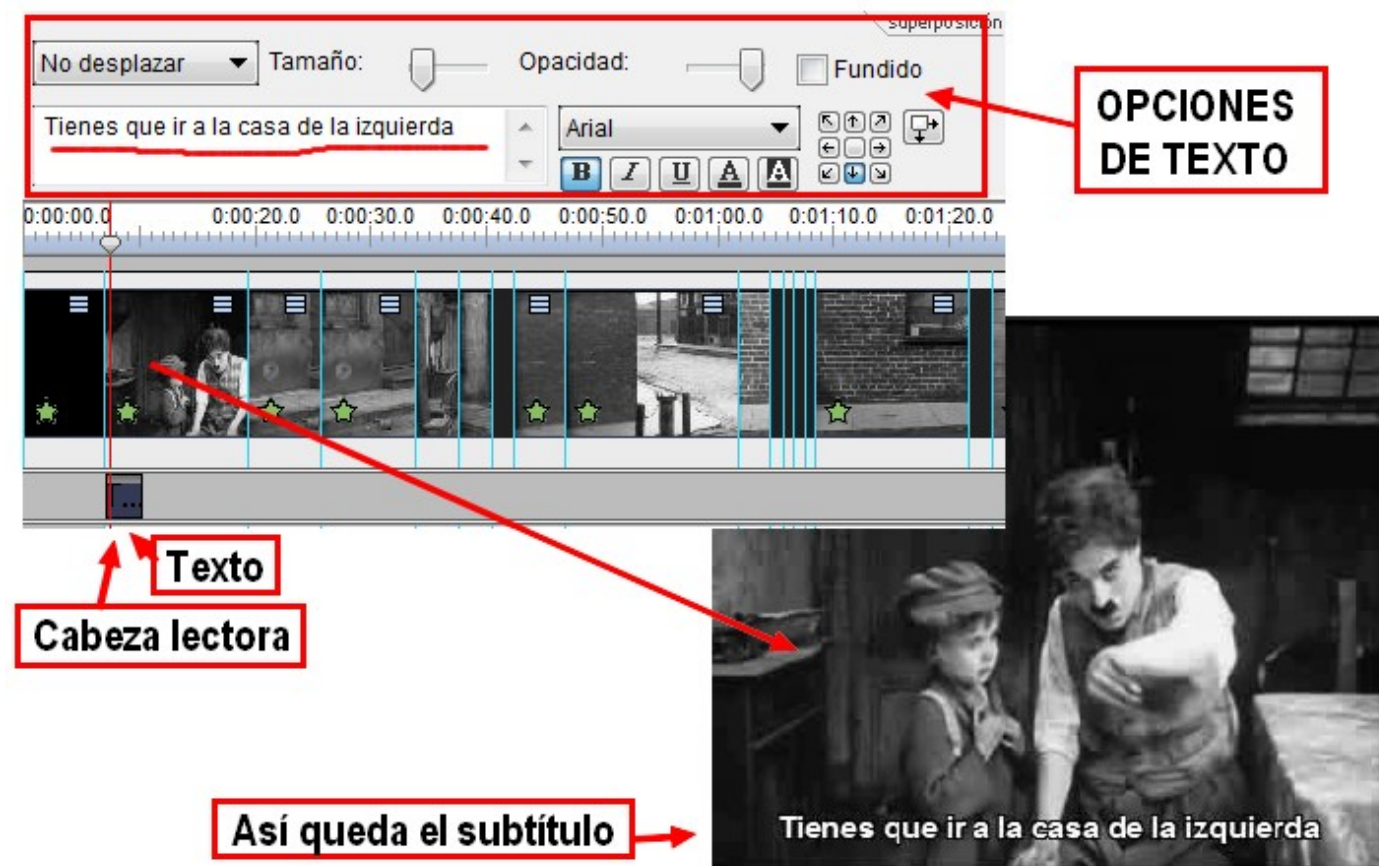 superposición
No desplazar Tamaño: Opacidad: Fundido
OPCIONES
DE TEXTO
Tienes que ir a la casa de la izquierda
Arial
B I U A A
0:00:00.0 0:00:20.0 0:00:30.0 0:00:40.0 0:00:50.0 0:01:00.0 0:01:10.0 0:01:20.0
T...
Texto
Cabeza lectora
Así queda el subtítulo
Tienes que ir a la casa de la izquierda